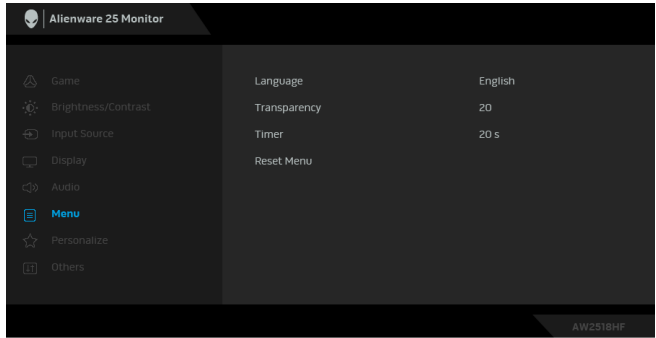 Alienware 25 Monitor
Game
Language English
Brightness/Contrast
Transparency 20
Input Source
Timer 20 s
Display
Reset Menu
Audio
Menu
Personalize
Others
AW2518HF